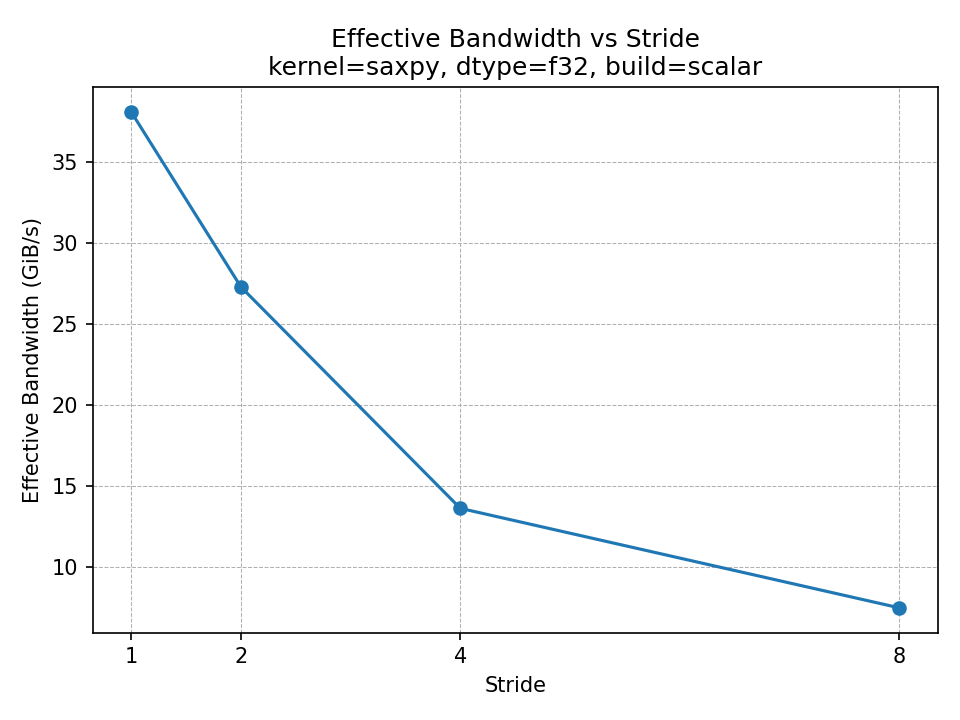 Effective Bandwidth vs Stride
kernel=saxpy, dtype=f32, build=scalar
Effective Bandwidth (GiB/s)
35
30
25
20
15
10
1 2 4 8
Stride